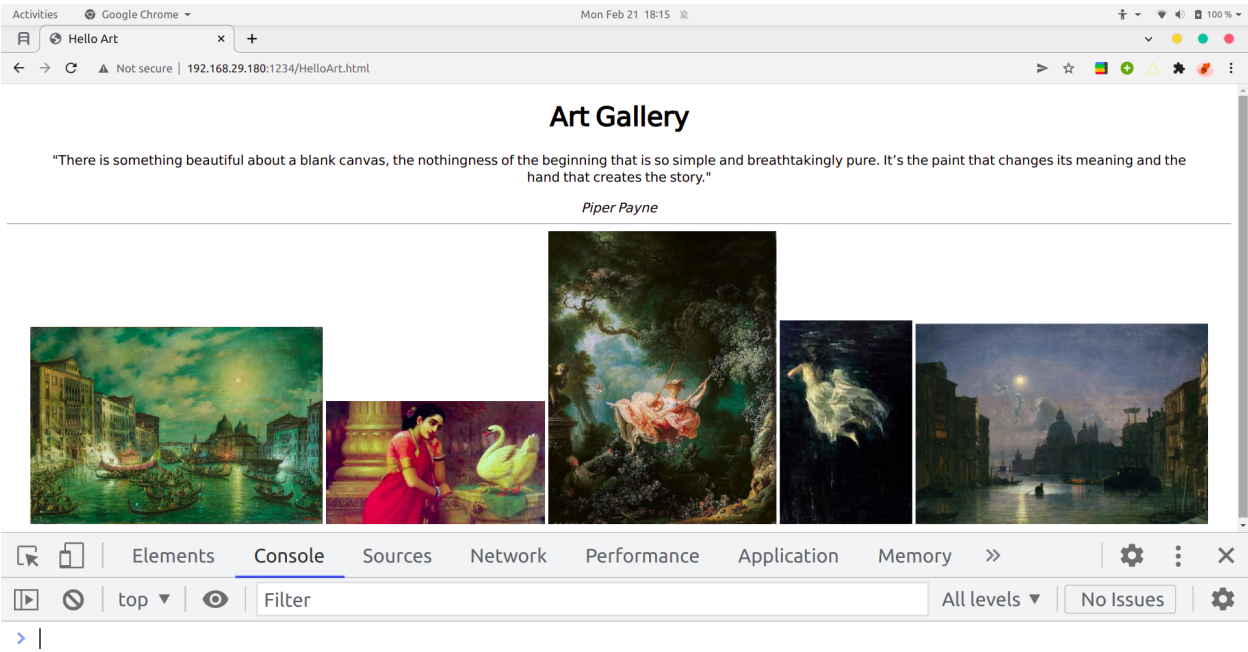 Activities Google Chrome Mon Feb 21 18:15 100 %
Hello Art
Not secure | 192.168.29.180:1234/HelloArt.html
Art Gallery
"There is something beautiful about a blank canvas, the nothingness of the beginning that is so simple and breathtakingly pure. It’s the paint that changes its meaning and the
hand that creates the story."
Piper Payne
Elements Console Sources Network Performance Application Memory
top Filter All levels No Issues